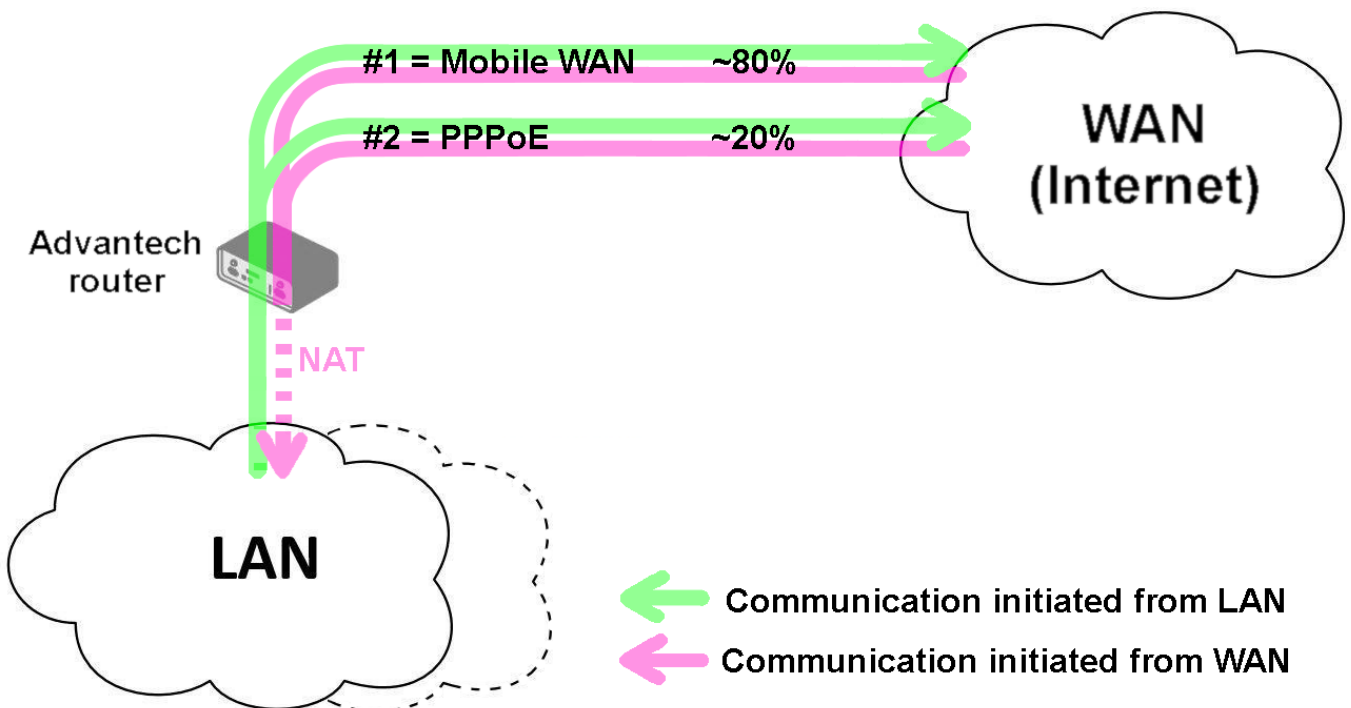 #1 = Mobile WAN ~80%
#2 = PPPoE ~20%
WAN
(Internet)
Advantech
router
NAT
LAN
Communication initiated from LAN
Communication initiated from WAN